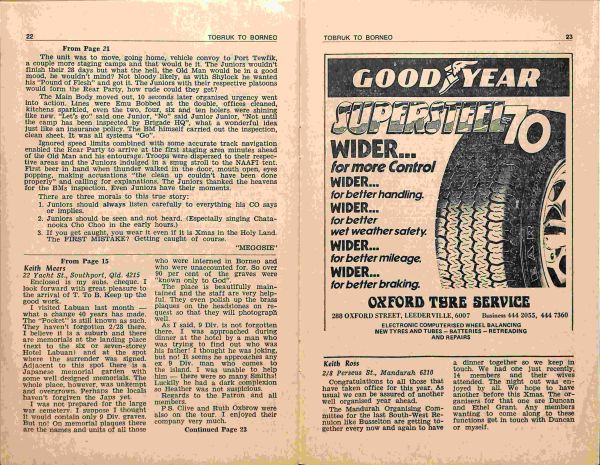 22
TOBRUK TO BORNEO
From Page 21
The unit was to move, going home, vehicle convoy to Port Tewfik,
a couple more staging camps and that would be it. The Juniors wouldn't
finish their 28 days but what the hell, the Old Man would be in a good
mood, he wouldn't mind? Not bloody likely, as with Shylock he wanted
his "Pound of Flesh" and got it. The Juniors with their respective platoons
would form the Rear Party, how rude could they get?
The Main Body moved out, 10 seconds later organised urgency went
into action. Lines were Emu Bobbed at the double, offices cleaned,
kitchens sparkled, even the two, four, six and ten holers were shining
like new. "Let's go" said one Junior, "No" said Junior Junior, "Not until
the camp has been inspected by Brigade HQ", what a wonderful idea
just like an insurance policy. The BM himself carried out the inspection,
clean sheet. It was all systems "Go".
Ignored speed limits combined with some accurate track navigation
enabled the Rear Party to arrive at the first staging area minutes ahead
of the Old Man and his entourage. Troops were dispersed to their respec-
tive areas and the Juniors indulged in a smug stroll to the NAAFI tent.
First beer in hand when thunder walked in the door, mouth open, eyes
popping, making accusations "the clean up couldn't have been done
properly" and calling for explanations. The Juniors thanked the heavens
for the BMs inspection. Even Juniors have their moments.
There are three morals to this true story:
1. Juniors should always listen carefully to everything his CO says
or implies.
2. Juniors should be seen and not heard. (Especially singing Chata-
nooka Cho Choo in the early hours.)
3. If you get caught, you wear it even if it is Xmas in the Holy Land.
The FIRST MISTAKE? Getting caught of course.
"MEGGSIE"
From Page 15
Keith Meers
22 Yacht St., Southport, Qld. 4215
Enclosed is my subs. cheque. I
look forward with great pleasure to
the arrival of T. To B. Keep up the
good work.
I visited Labuan last month —
what a change 40 years has made.
The "Pocket" is still known as such.
They haven't forgotten 2/28 there.
I believe it is a suburb and there
are memorials at the landing place
(next to the six or seven-storey
Hotel Labuan) and at the spot
where the surrender was signed.
Adjacent to this spot there is a
Japanese memorial garden with
some well designed memorials. The
whole place, however, was unkempt
and overgrown. Perhaps the locals
haven't forgiven the Japs yet.
I was not prepared for the large
war cemetery. I suppose I thought
it would contain only 9 Div. graves.
But no! On memorial plaques there
are the names and units of all those
who were interned in Borneo and
who were unaccounted for. So over
90 per cent of the graves were
"known only to God".
The place is beautifully main-
tained and the staff are very help-
ful. They even polish up the brass
plaques on the headstones on re-
quest so that they will photograph
well.
As I said, 9 Div. is not forgotten
there. I was approached during
dinner at the hotel by a man who
was trying to find out who was
his father! I thought he was joking,
but no! It seems he approaches any
ex 9 Div man who comes to
the island. I was unable to help
him — there were so many Smiths!
Luckily he had a dark complexion
or Heather was not suspicious.
Regards to the Patron and all
members.
P.S. Clive and Ruth Oxbrow were
also on the tour. I enjoyed their
company very much.
Continued Page 23
TOBRUK TO BORNEO
23
GOODYEAR
SUPERSTEEL 70
WIDER...
for more Control
WIDER...
for better handling.
WIDER...
for better
wet weather safety.
WIDER...
for better mileage.
WIDER...
for better braking.
OXFORD TYRE SERVICE
288 OXFORD STREET, LEEDERVILLE, 6007 Business 444 2055, 444 7360
ELECTRONIC COMPUTERISED WHEEL BALANCING
NEW TYRES AND TUBES — BATTERIES — RETREADING
AND REPAIRS
Keith Ross
2/8 Perseus St., Mandurah 6210
Congratulations to all those that
have taken office for this year. As
usual we can be assured of another
well organised year ahead.
The Mandurah Organising Com-
mittee for the last South-West Re-
union like Busselton are getting to-
gether every now and again to have
a dinner together so we keep in
touch. We had one just recently,
14 members and their wives
attended. The night out was en-
joyed by all. We hope to have
another before this Xmas. The or-
ganisers for that one are Duncan
and Ethel Grant. Any members
wanting to come along to these
functions get in touch with Duncan
or myself.